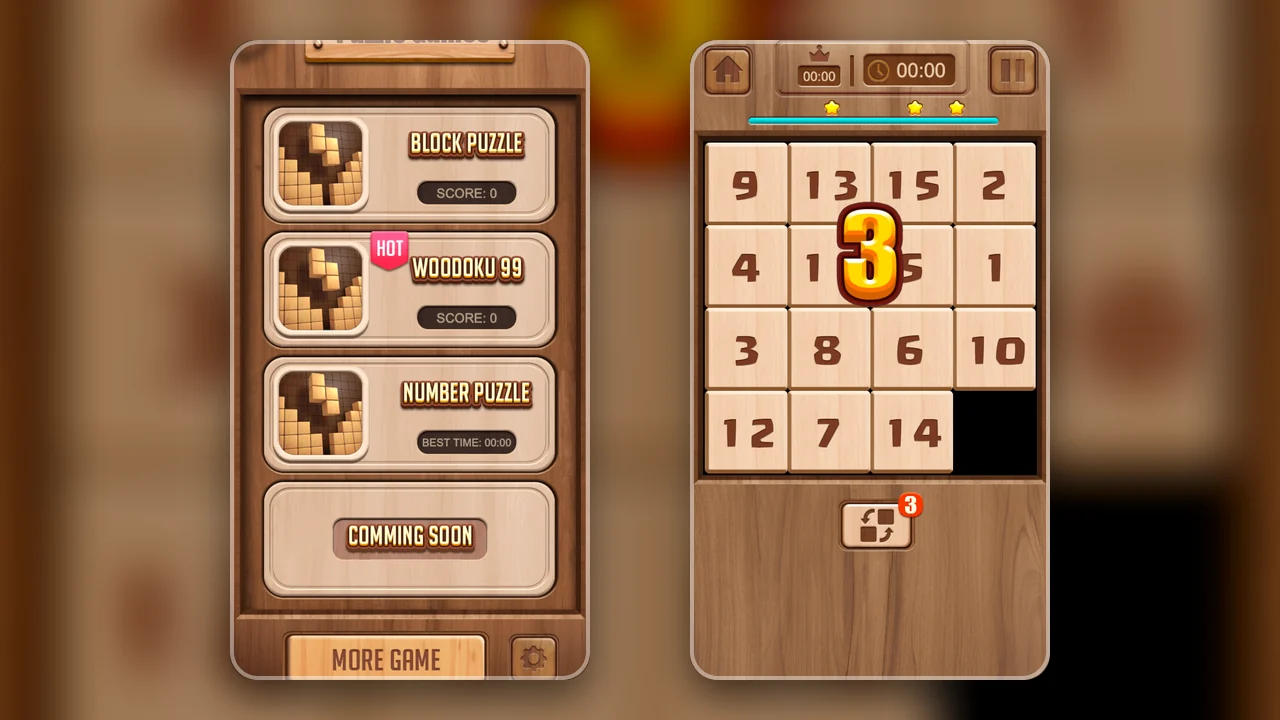 BLOCK PUZZLE
SCORE: 0
HOT
WOODOKU 99
SCORE: 0
NUMBER PUZZLE
BEST TIME: 00:00
COMMING SOON
MORE GAME
00:00
00:00
9 13 15 2
4 1 3 5 1
3 8 6 10
12 7 14
3